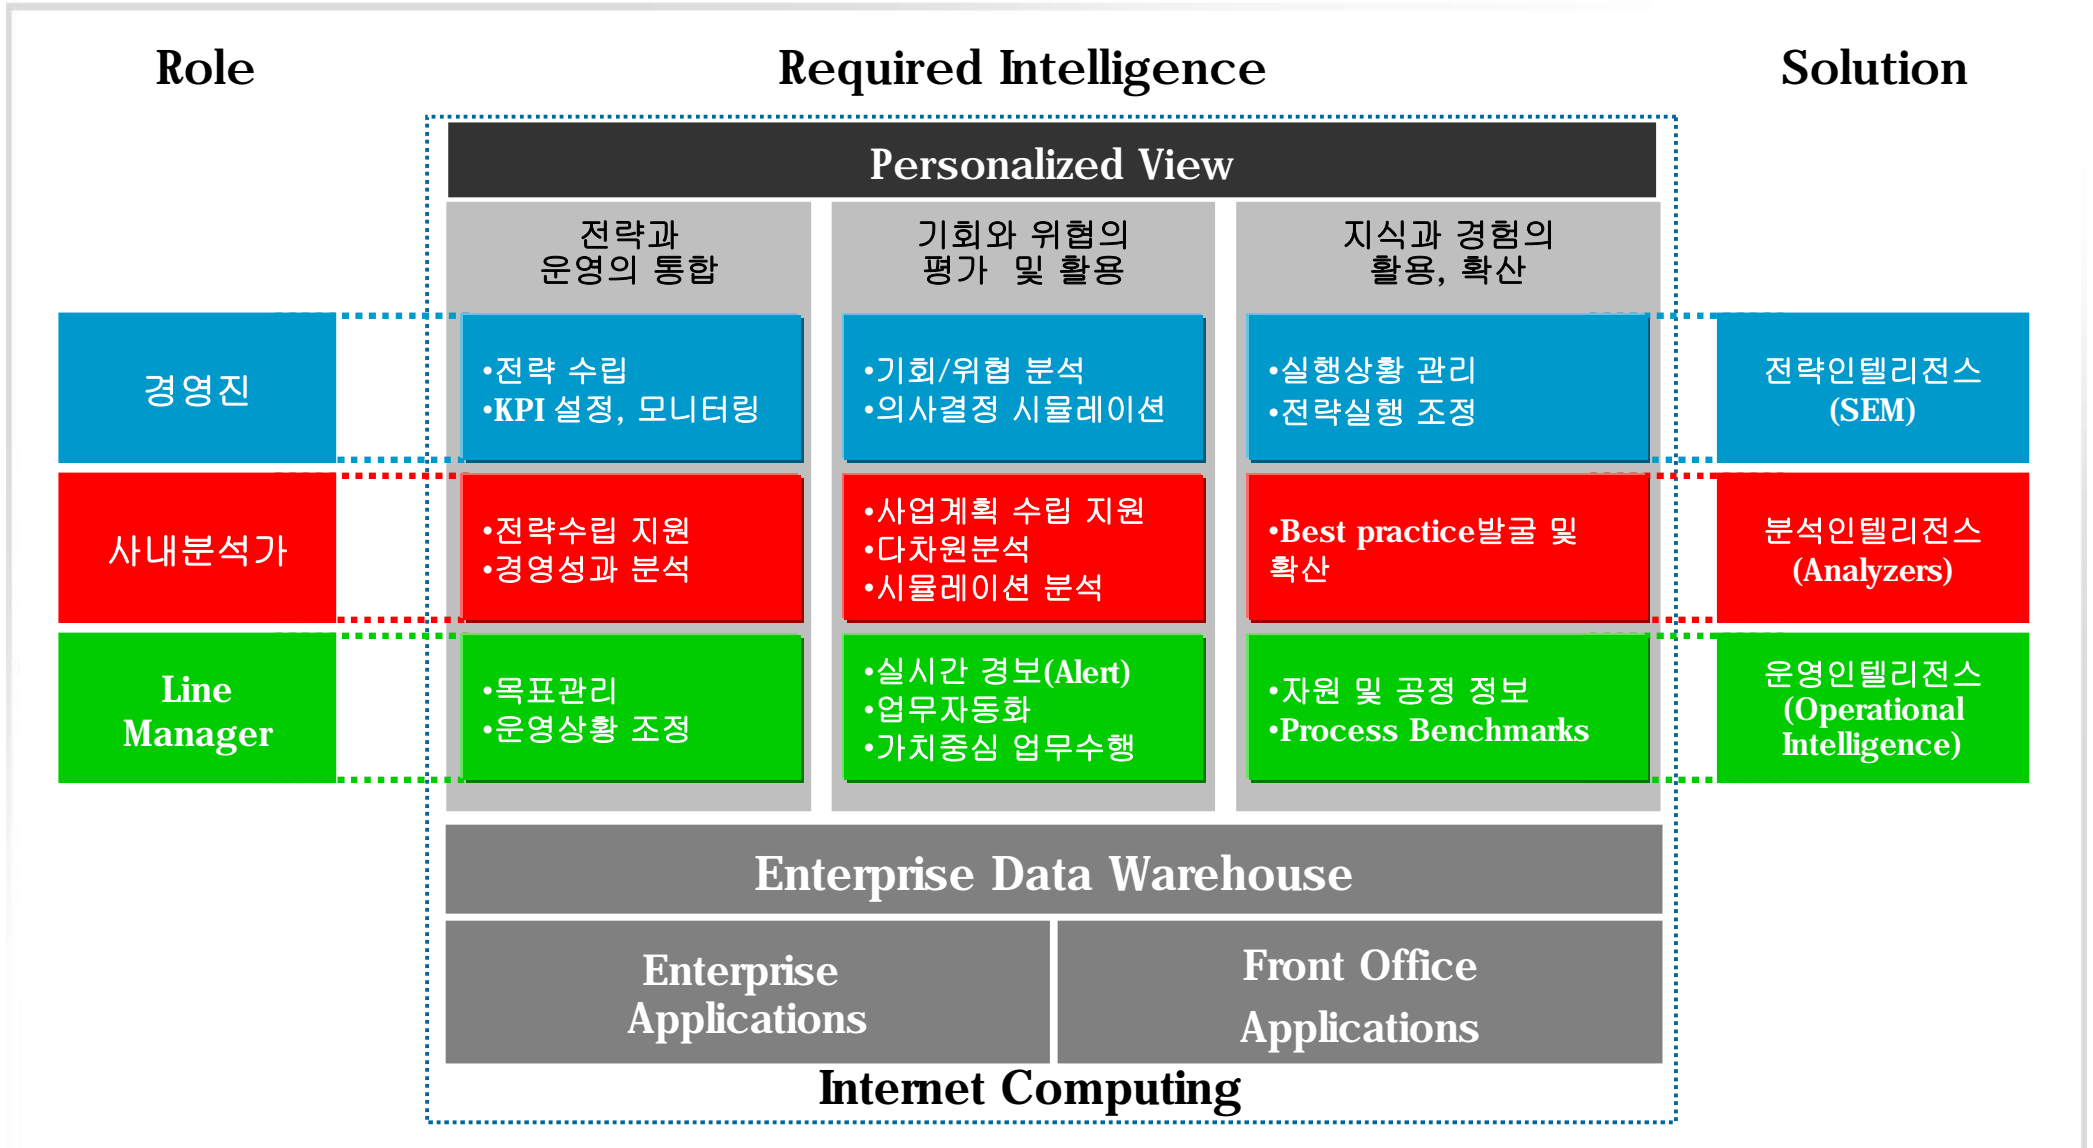 Role
Required Intelligence
Solution
Personalized View
전략과
운영의 통합
기회와 위협의
평가 및 활용
지식과 경험의
활용, 확산
경영진
•전략 수립
•KPI 설정, 모니터링
•기회/위협 분석
•의사결정 시뮬레이션
•실행상황 관리
•전략실행 조정
전략인텔리전스
(SEM)
사내분석가
•전략수립 지원
•경영성과 분석
•사업계획 수립 지원
•다차원분석
•시뮬레이션 분석
•Best practice발굴 및
확산
분석인텔리전스
(Analyzers)
Line
Manager
•목표관리
•운영상황 조정
•실시간 경보(Alert)
•업무자동화
•가치중심 업무수행
•자원 및 공정 정보
•Process Benchmarks
운영인텔리전스
(Operational
Intelligence)
Enterprise Data Warehouse
Enterprise
Applications
Front Office
Applications
Internet Computing